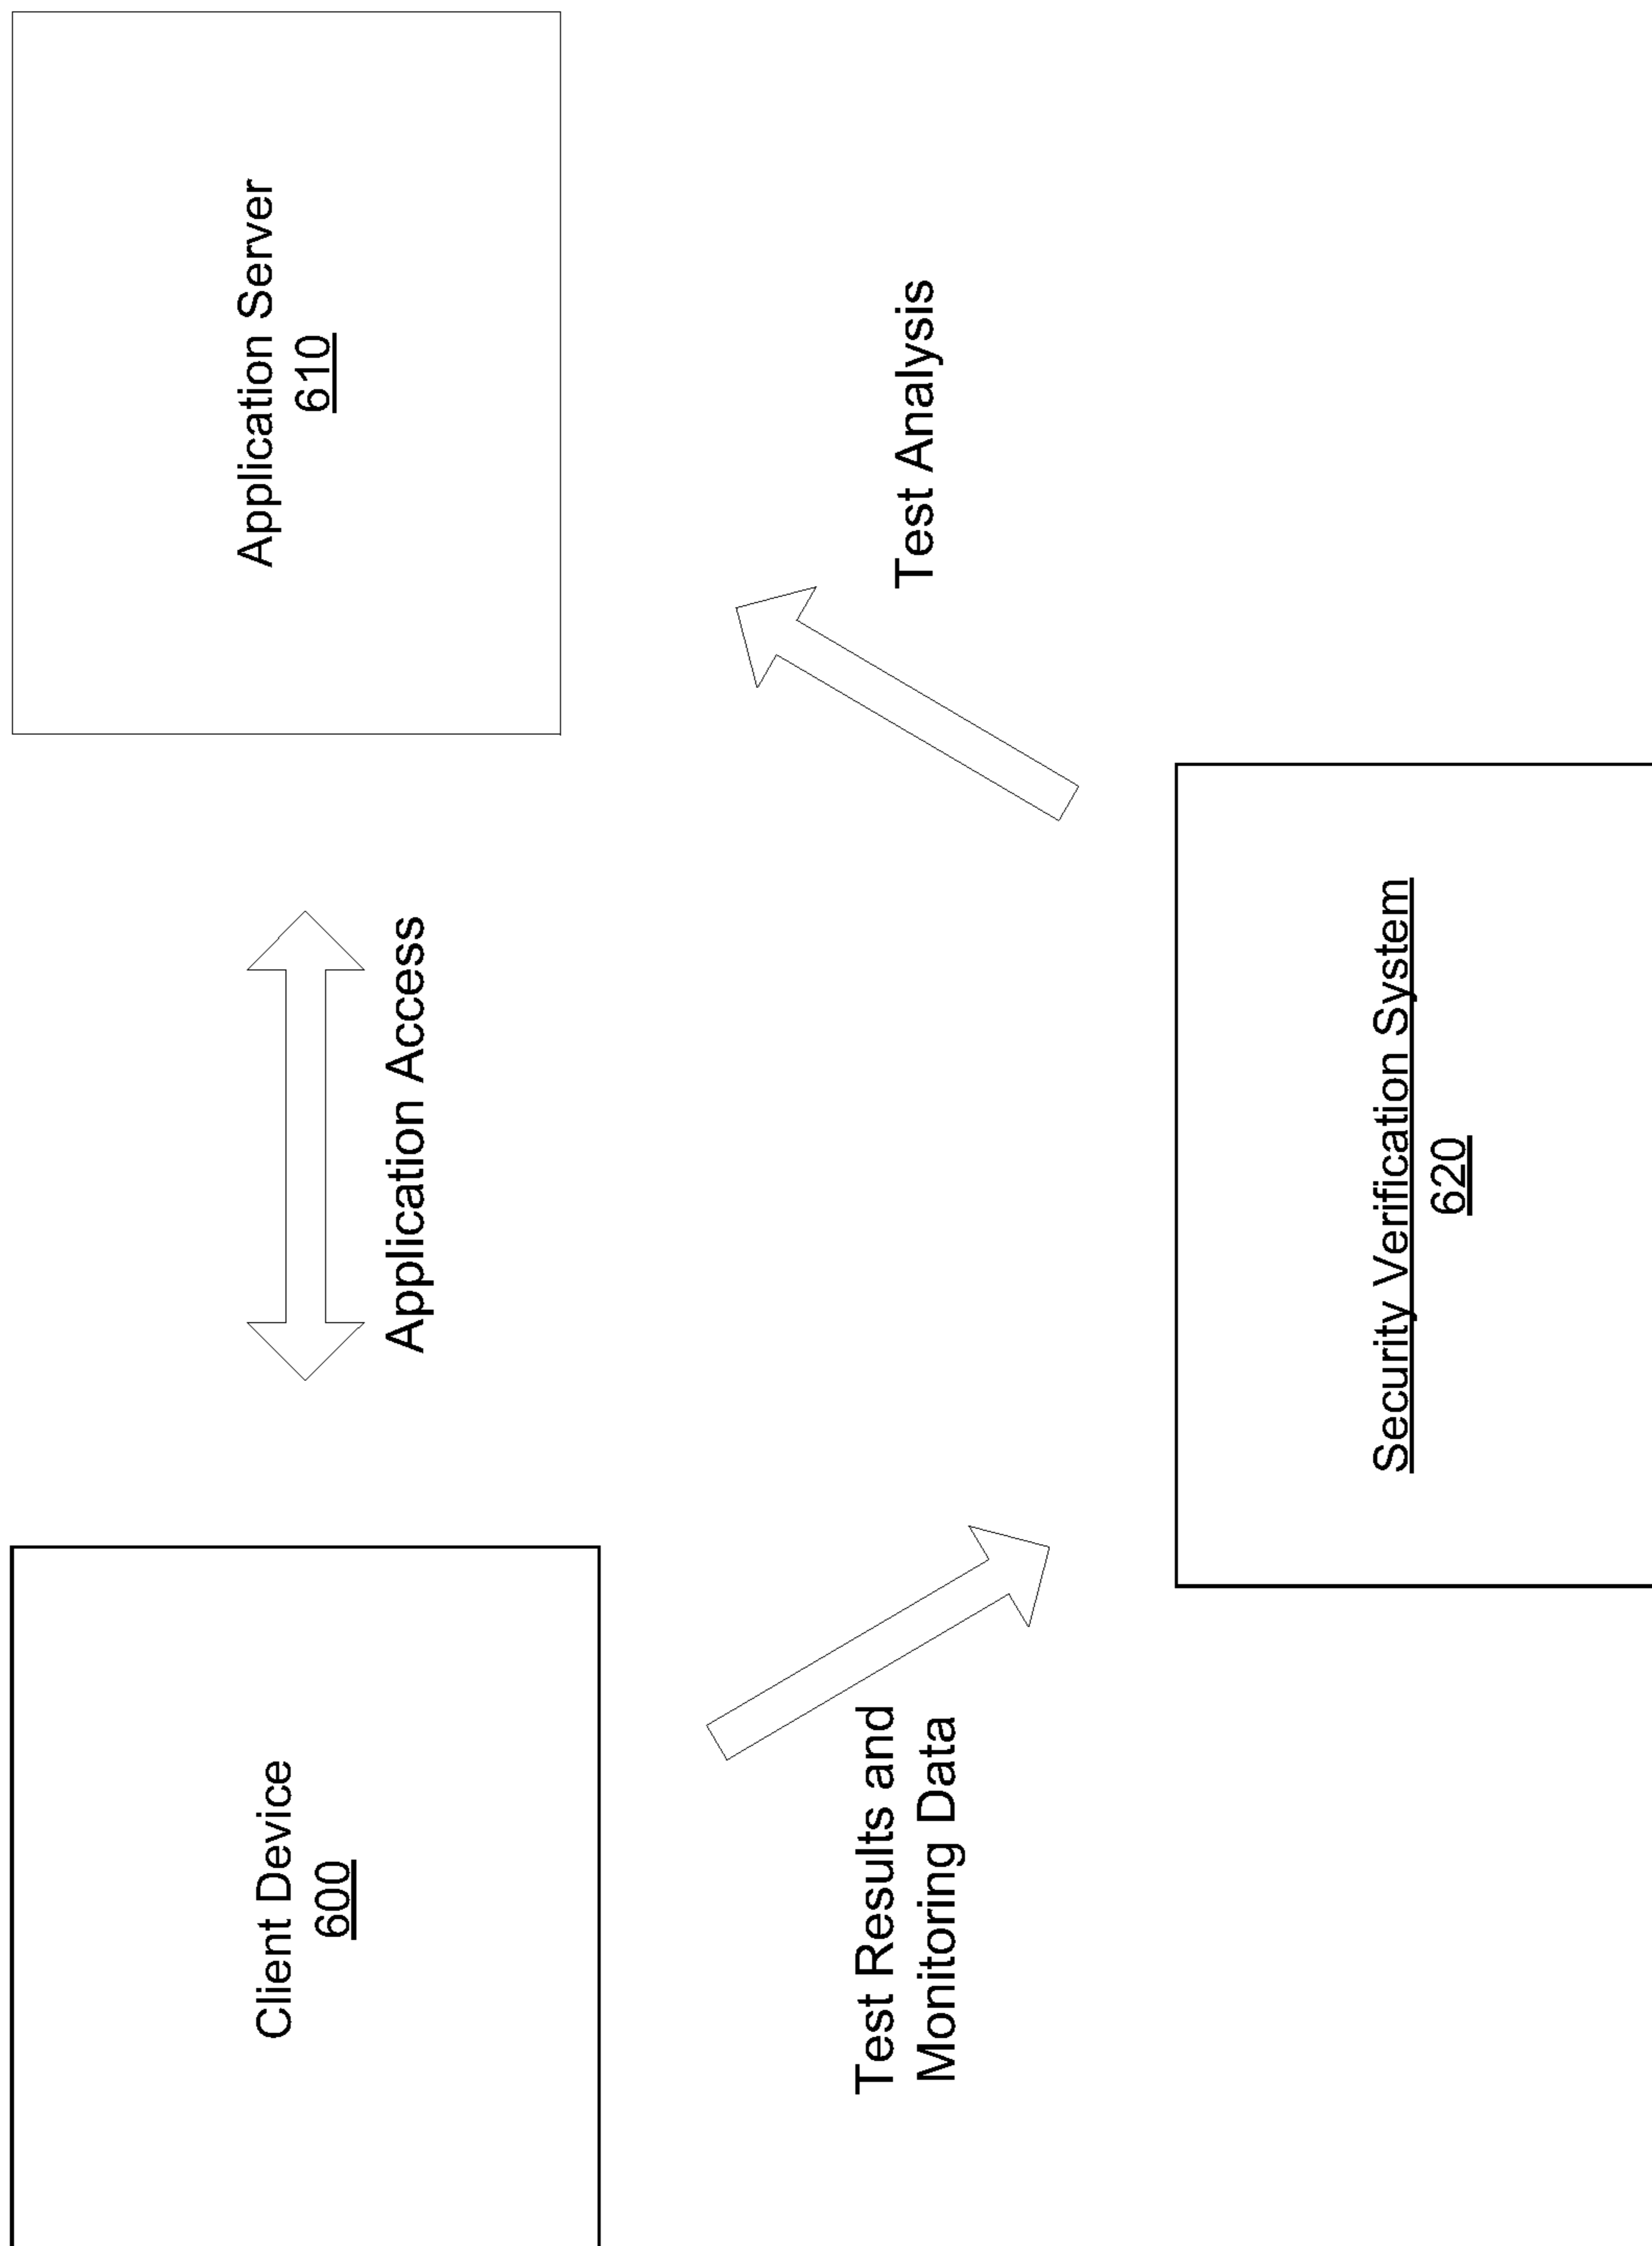 Client Device
600
Application Access
Application Server
610
Test Results and
Monitoring Data
Test Analysis
Security Verification System
620